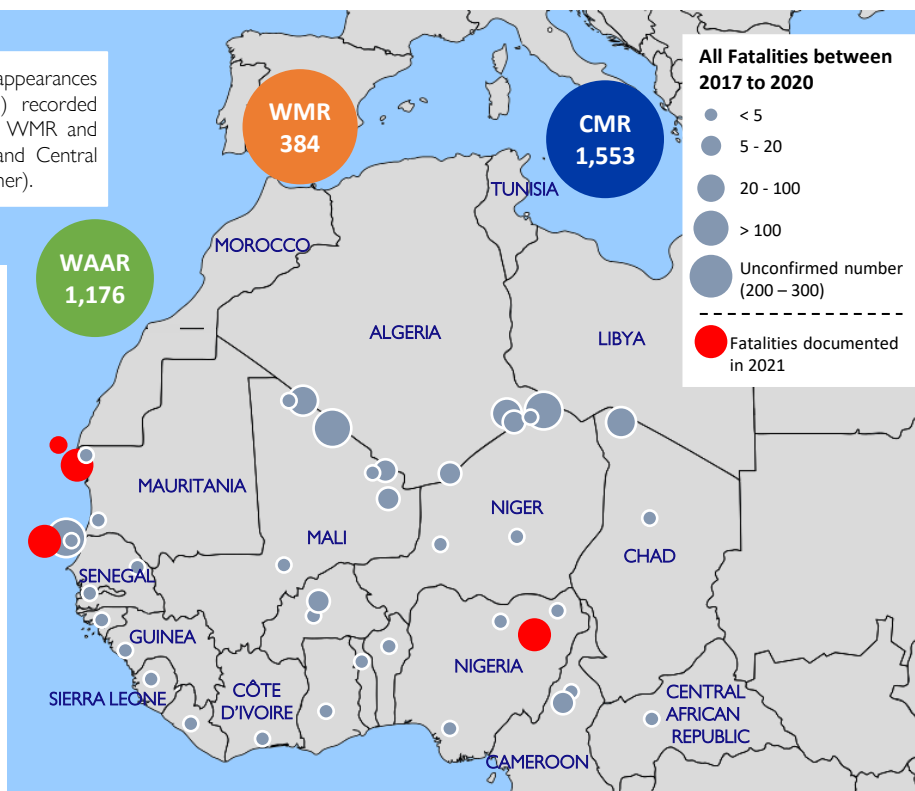 appearances
) recorded
WMR and
and Central
ner).
WMR
384
CMR
1,553
WAAR
1,176
All Fatalities between
2017 to 2020
< 5
5 - 20
20 - 100
> 100
Unconfirmed number
(200 – 300)
Fatalities documented
in 2021
TUNISIA
MOROCCO
ALGERIA
LIBYA
MAURITANIA
MALI
NIGER
CHAD
SENEGAL
GUINEA
SIERRA LEONE
CÔTE
D'IVOIRE
NIGERIA
CAMEROON
CENTRAL
AFRICAN
REPUBLIC